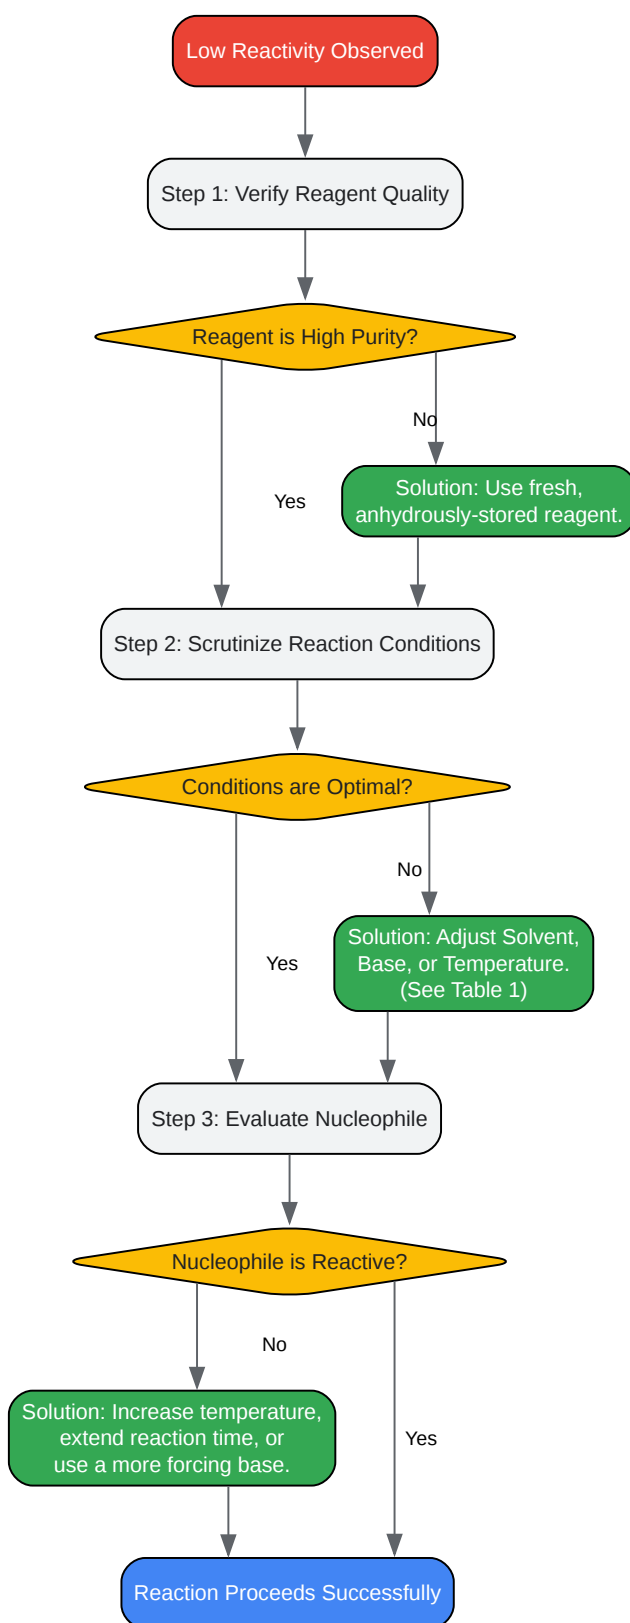 Low Reactivity Observed
Step 1: Verify Reagent Quality
Reagent is High Purity?
No
Yes
Solution: Use fresh,
anhydrously-stored reagent.
Step 2: Scrutinize Reaction Conditions
Conditions are Optimal?
No
Yes
Solution: Adjust Solvent,
Base, or Temperature.
(See Table 1)
Step 3: Evaluate Nucleophile
Nucleophile is Reactive?
No
Solution: Increase temperature,
extend reaction time, or
use a more forcing base.
Yes
Reaction Proceeds Successfully